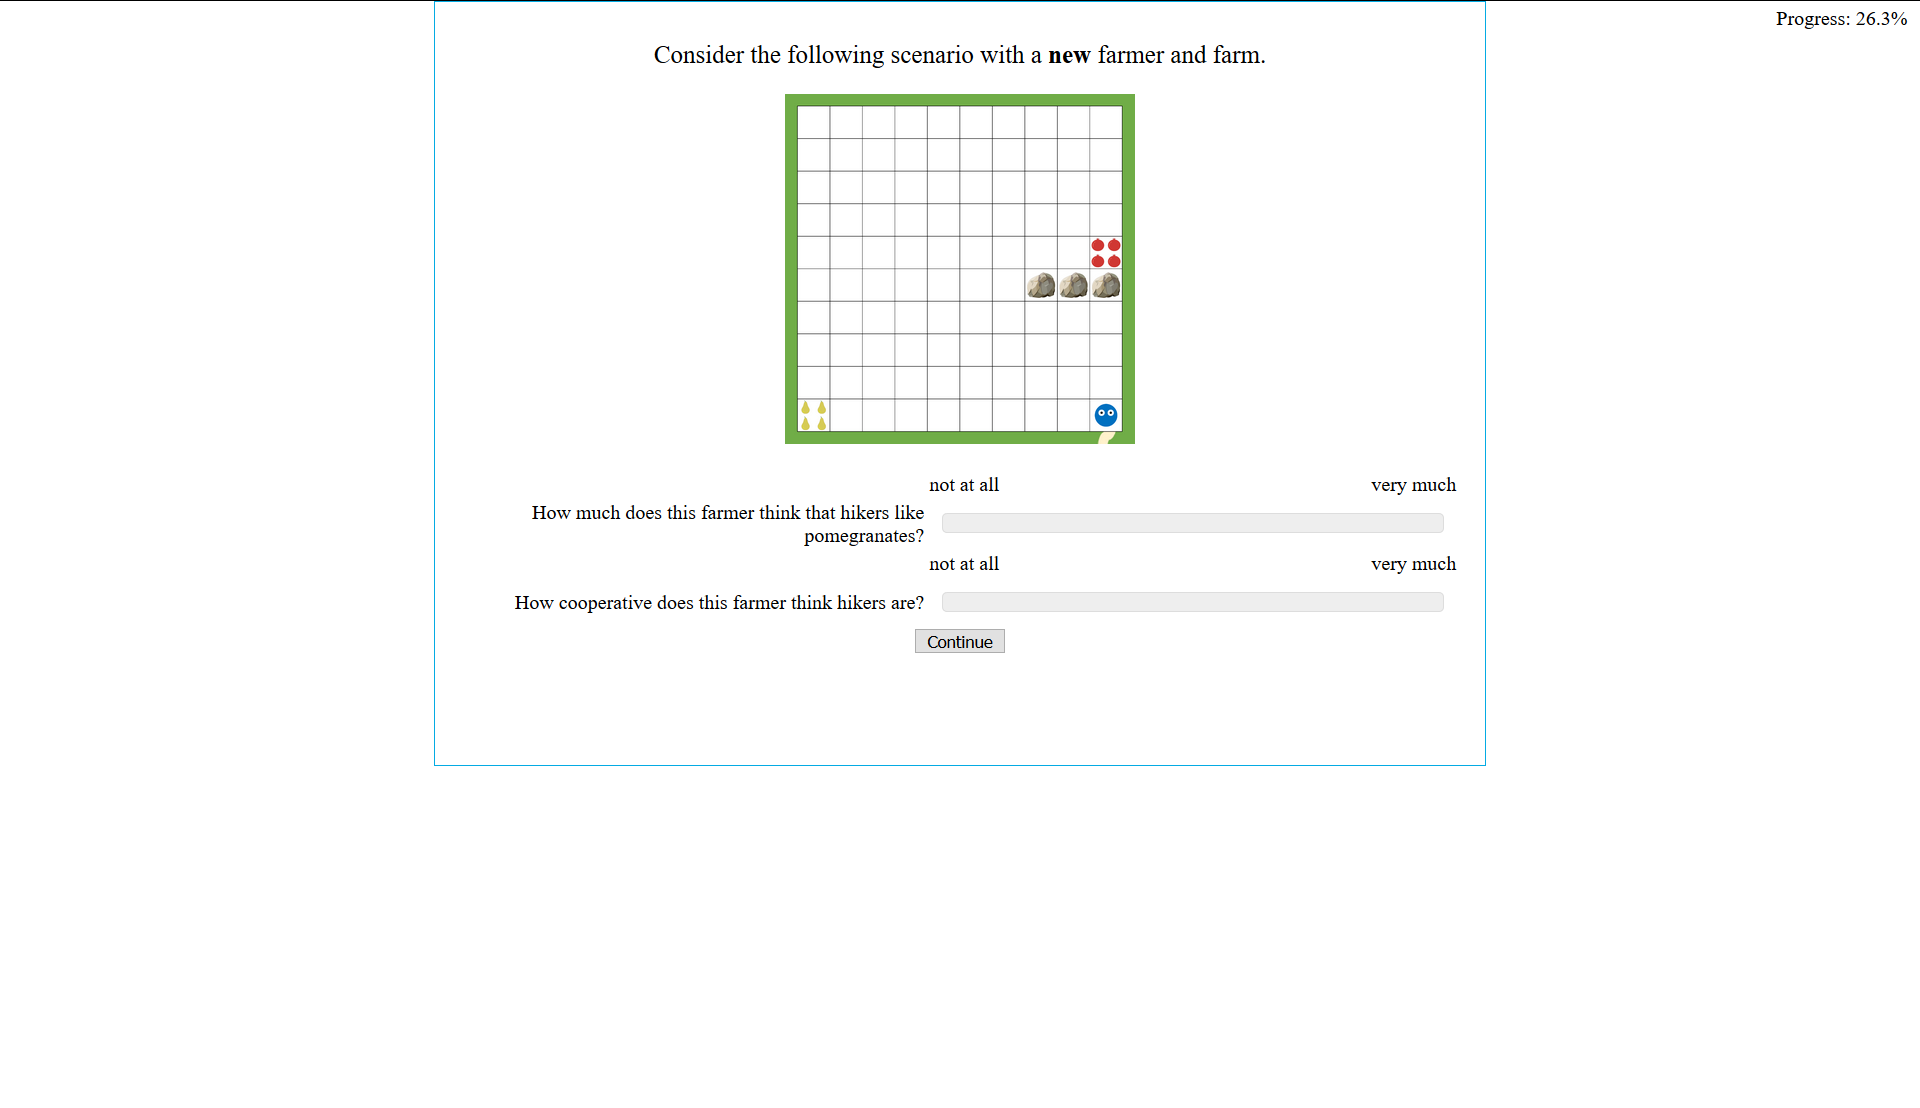 Progress: 26.3%
Consider the following scenario with a new farmer and farm.
not at all very much
How much does this farmer think that hikers like
pomegranates?
not at all very much
How cooperative does this farmer think hikers are?
Continue